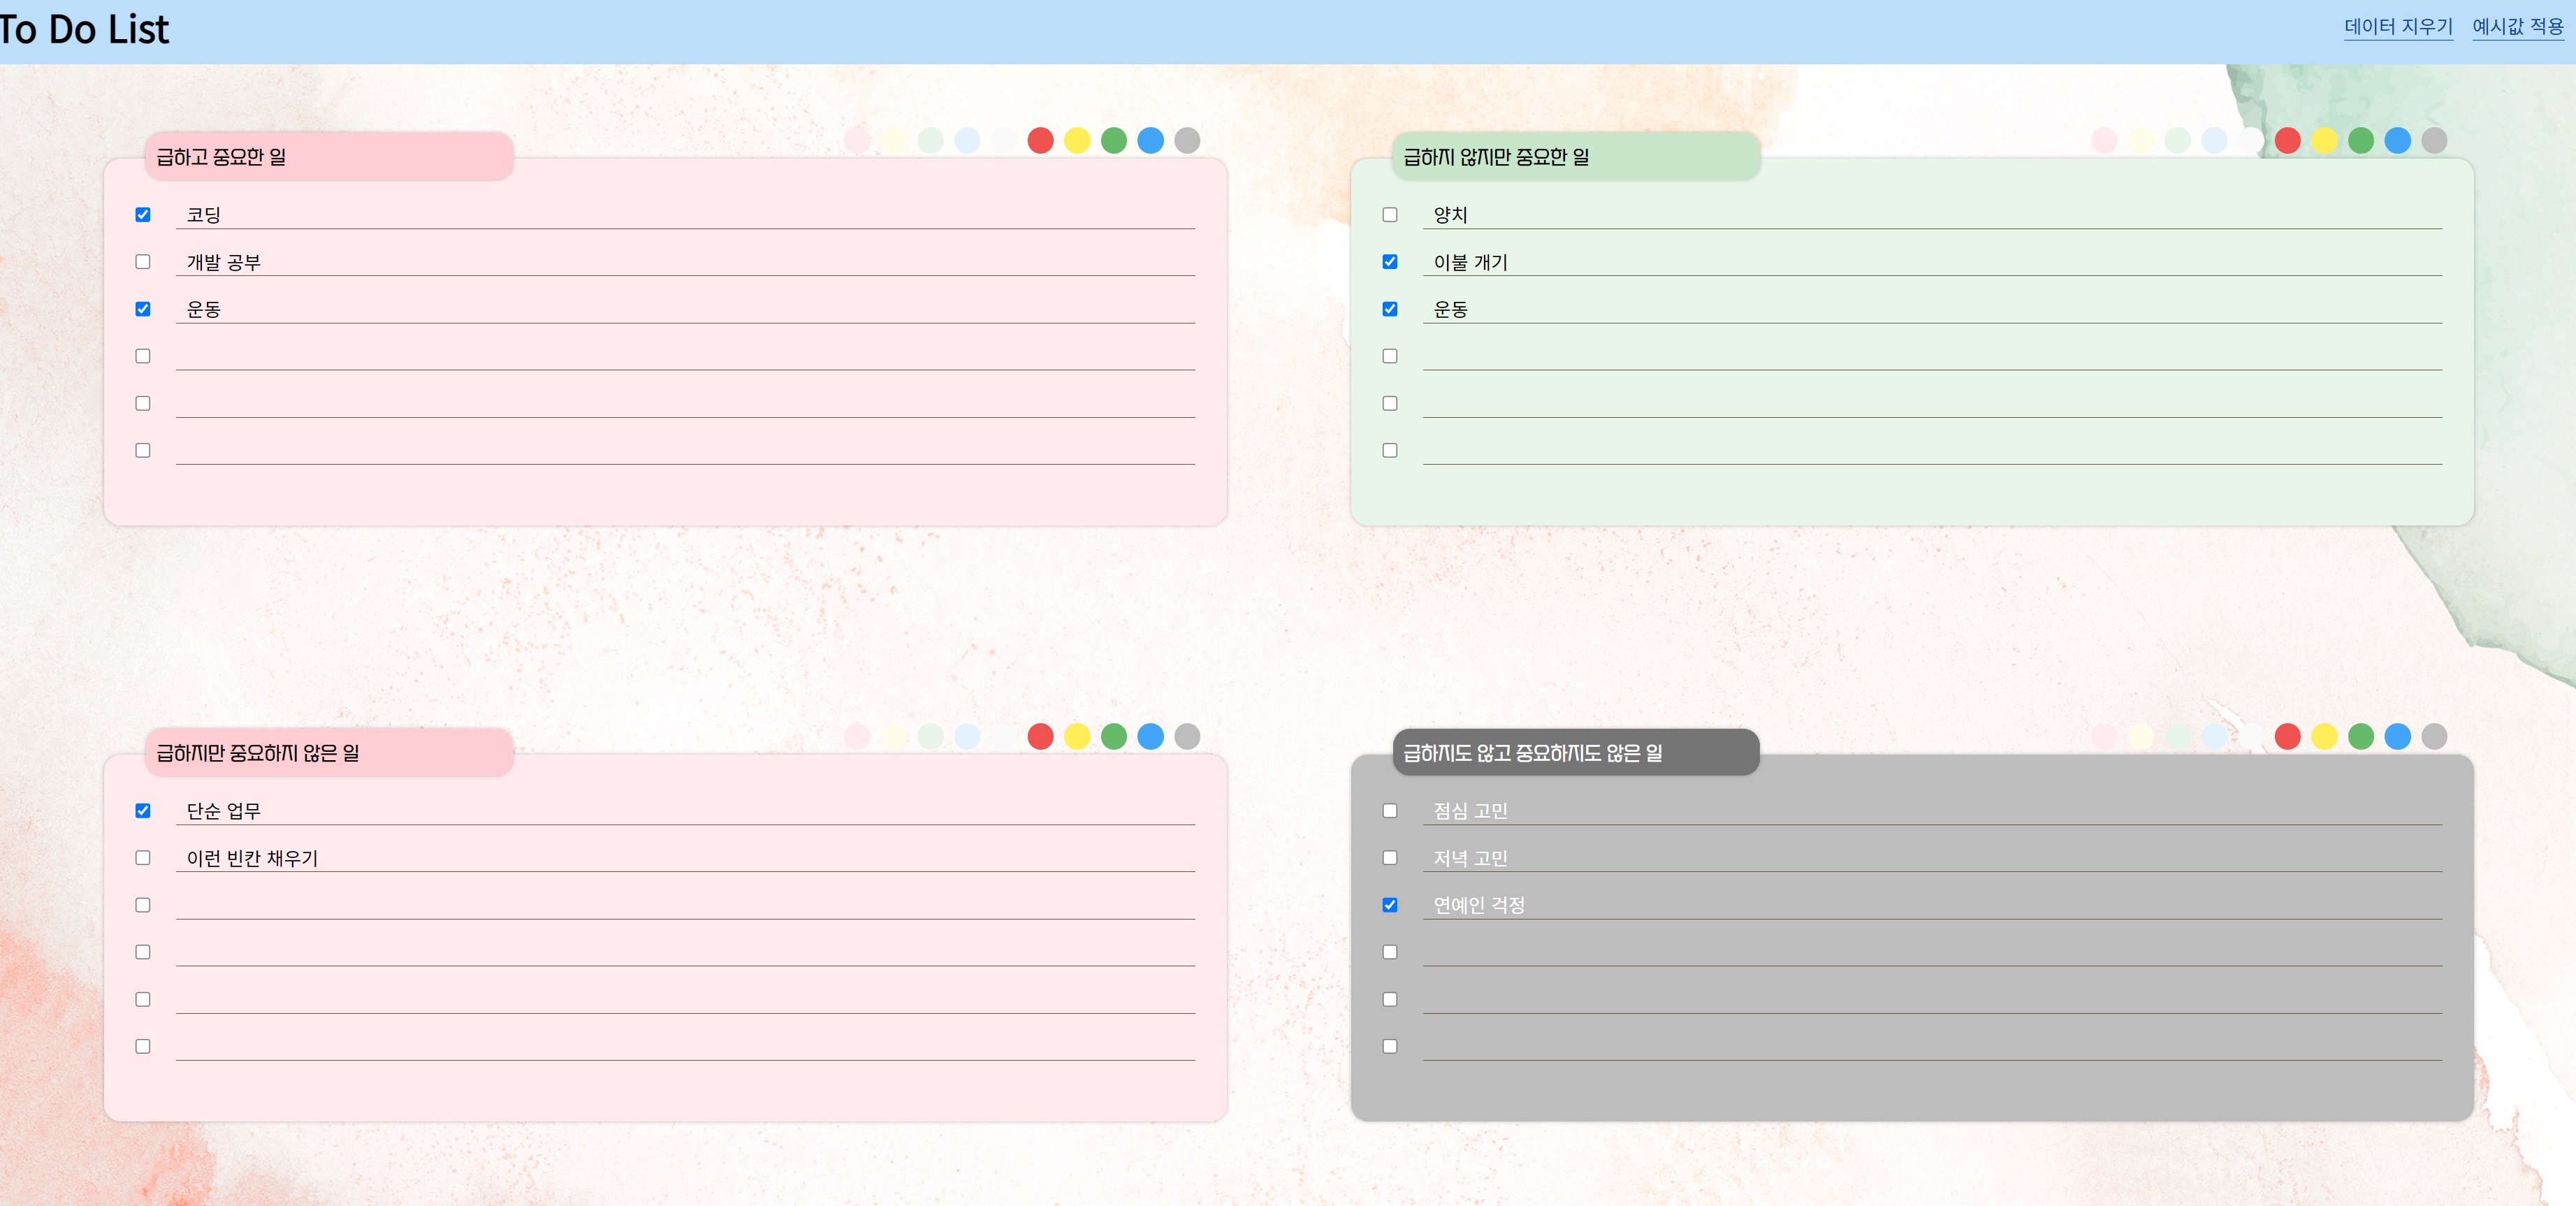 To Do List
데이터 지우기 예시값 적용
급하고 중요한 일
코딩
개발 공부
운동
급하지 않지만 중요한 일
양치
이불 개기
운동
급하지만 중요하지 않은 일
단순 업무
이런 빈칸 채우기
급하지도 않고 중요하지도 않은 일
점심 고민
저녁 고민
연예인 걱정